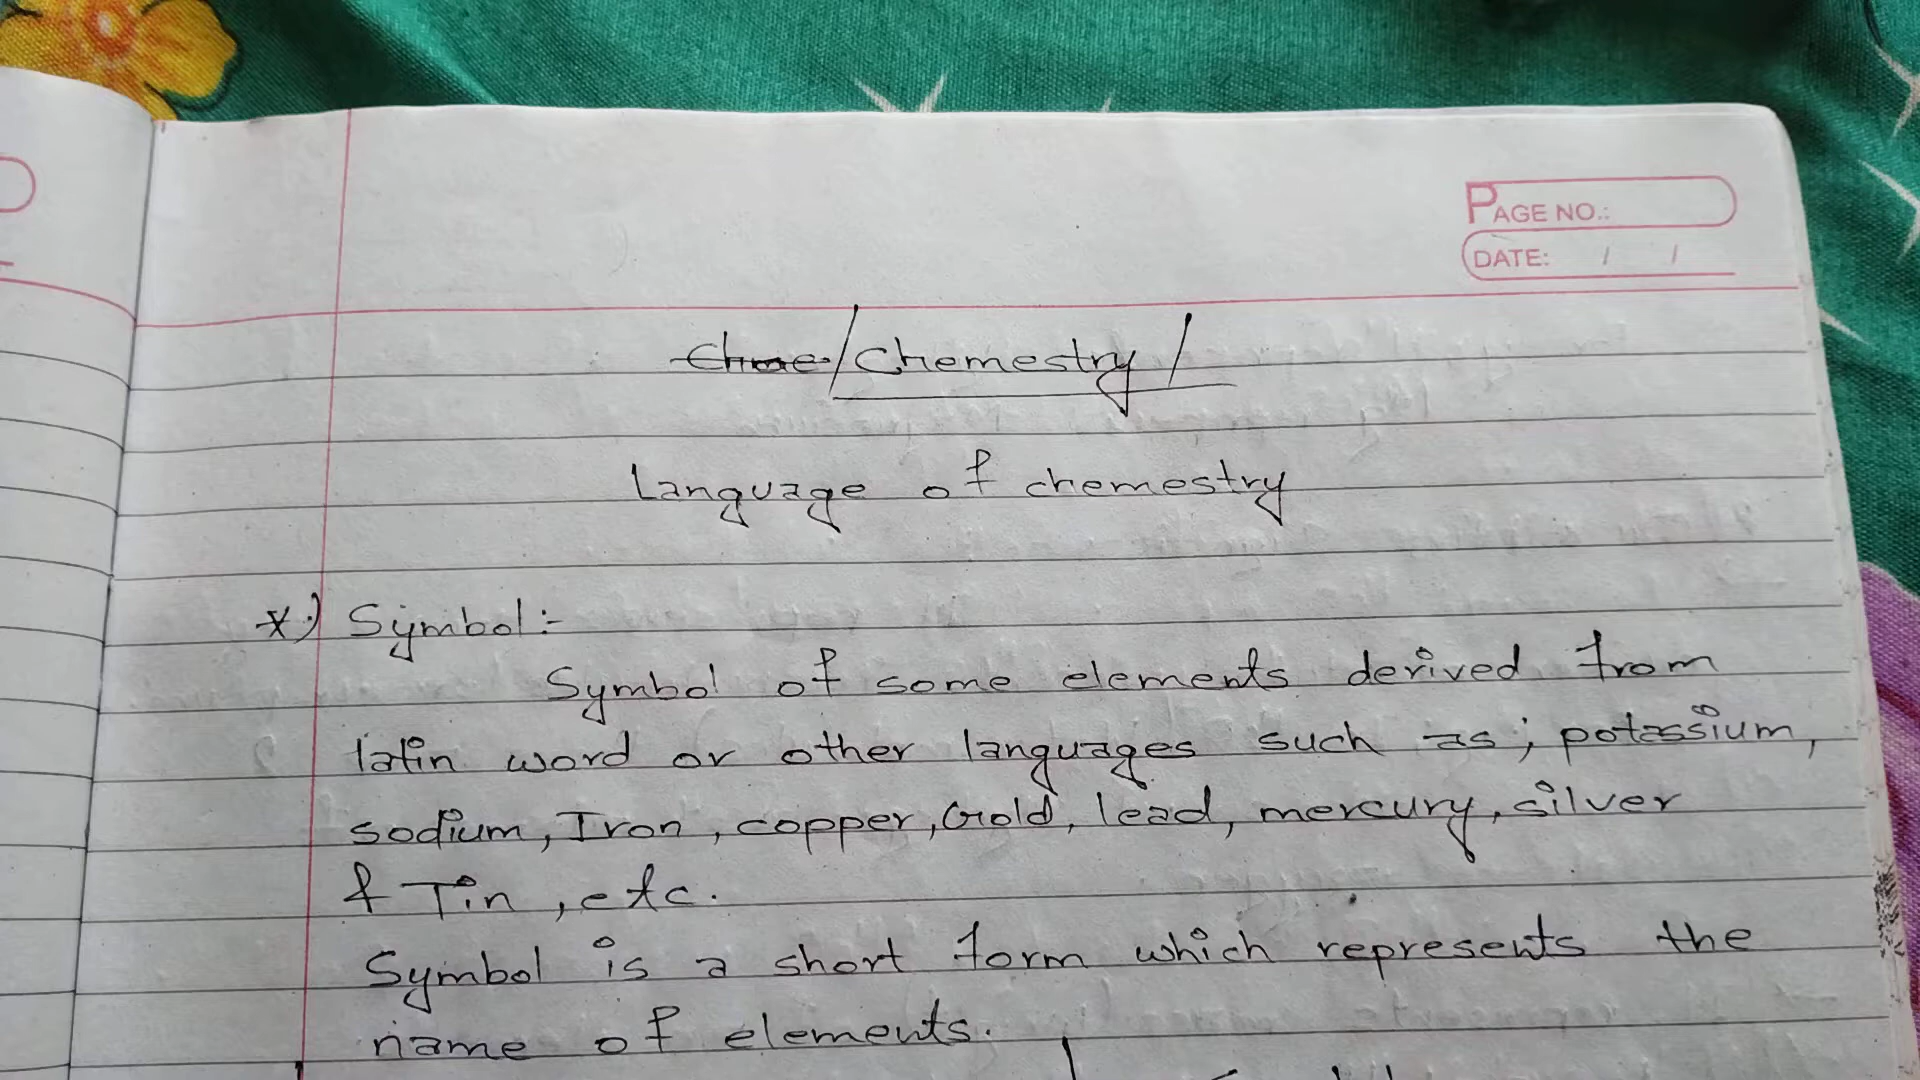 PAGE NO.:
DATE: / /
Chemestry
Language of chemestry
*) Symbol:-
Symbol of some elements derived from
latin word or other languages such as; potassium,
sodium, Iron, copper, Gold, lead, mercury, silver
& Tin, etc.
Symbol is a short form which represents the
name of elements.